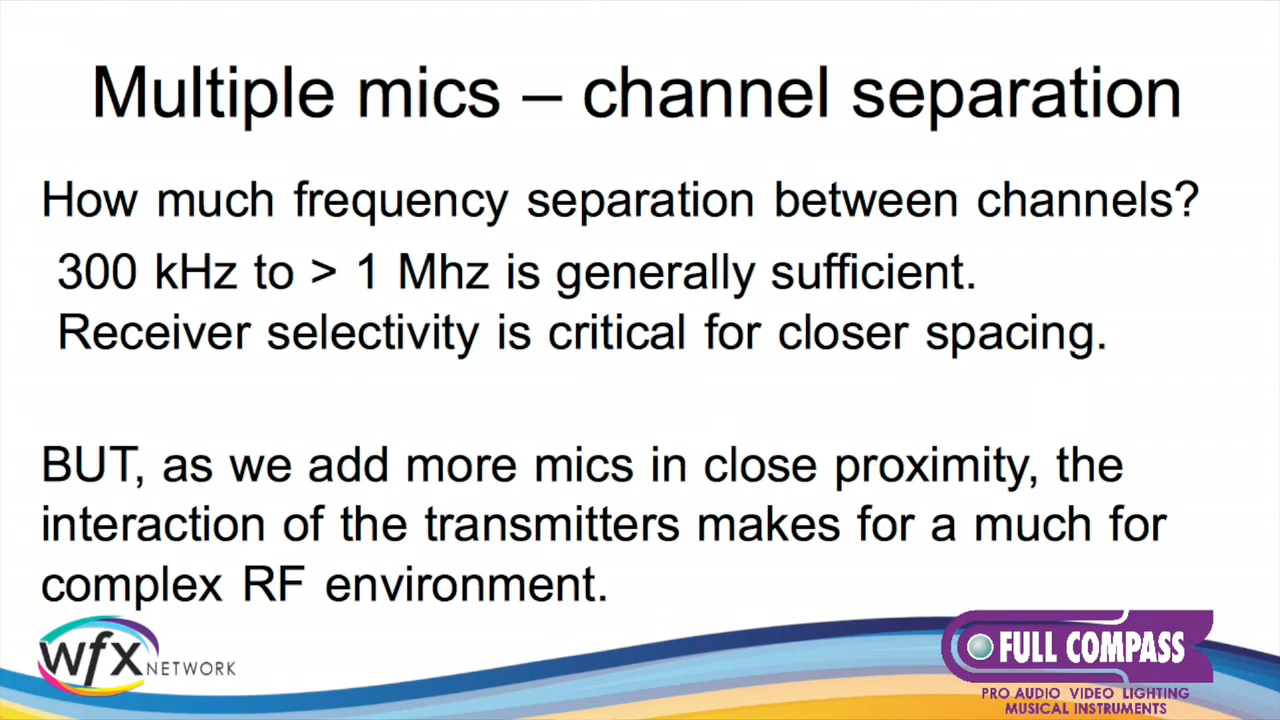 Multiple mics – channel separation
How much frequency separation between channels?
300 kHz to > 1 Mhz is generally sufficient.
Receiver selectivity is critical for closer spacing.
BUT, as we add more mics in close proximity, the
interaction of the transmitters makes for a much for
complex RF environment.
wfx NETWORK
FULL COMPASS
PRO AUDIO VIDEO LIGHTING
MUSICAL INSTRUMENTS